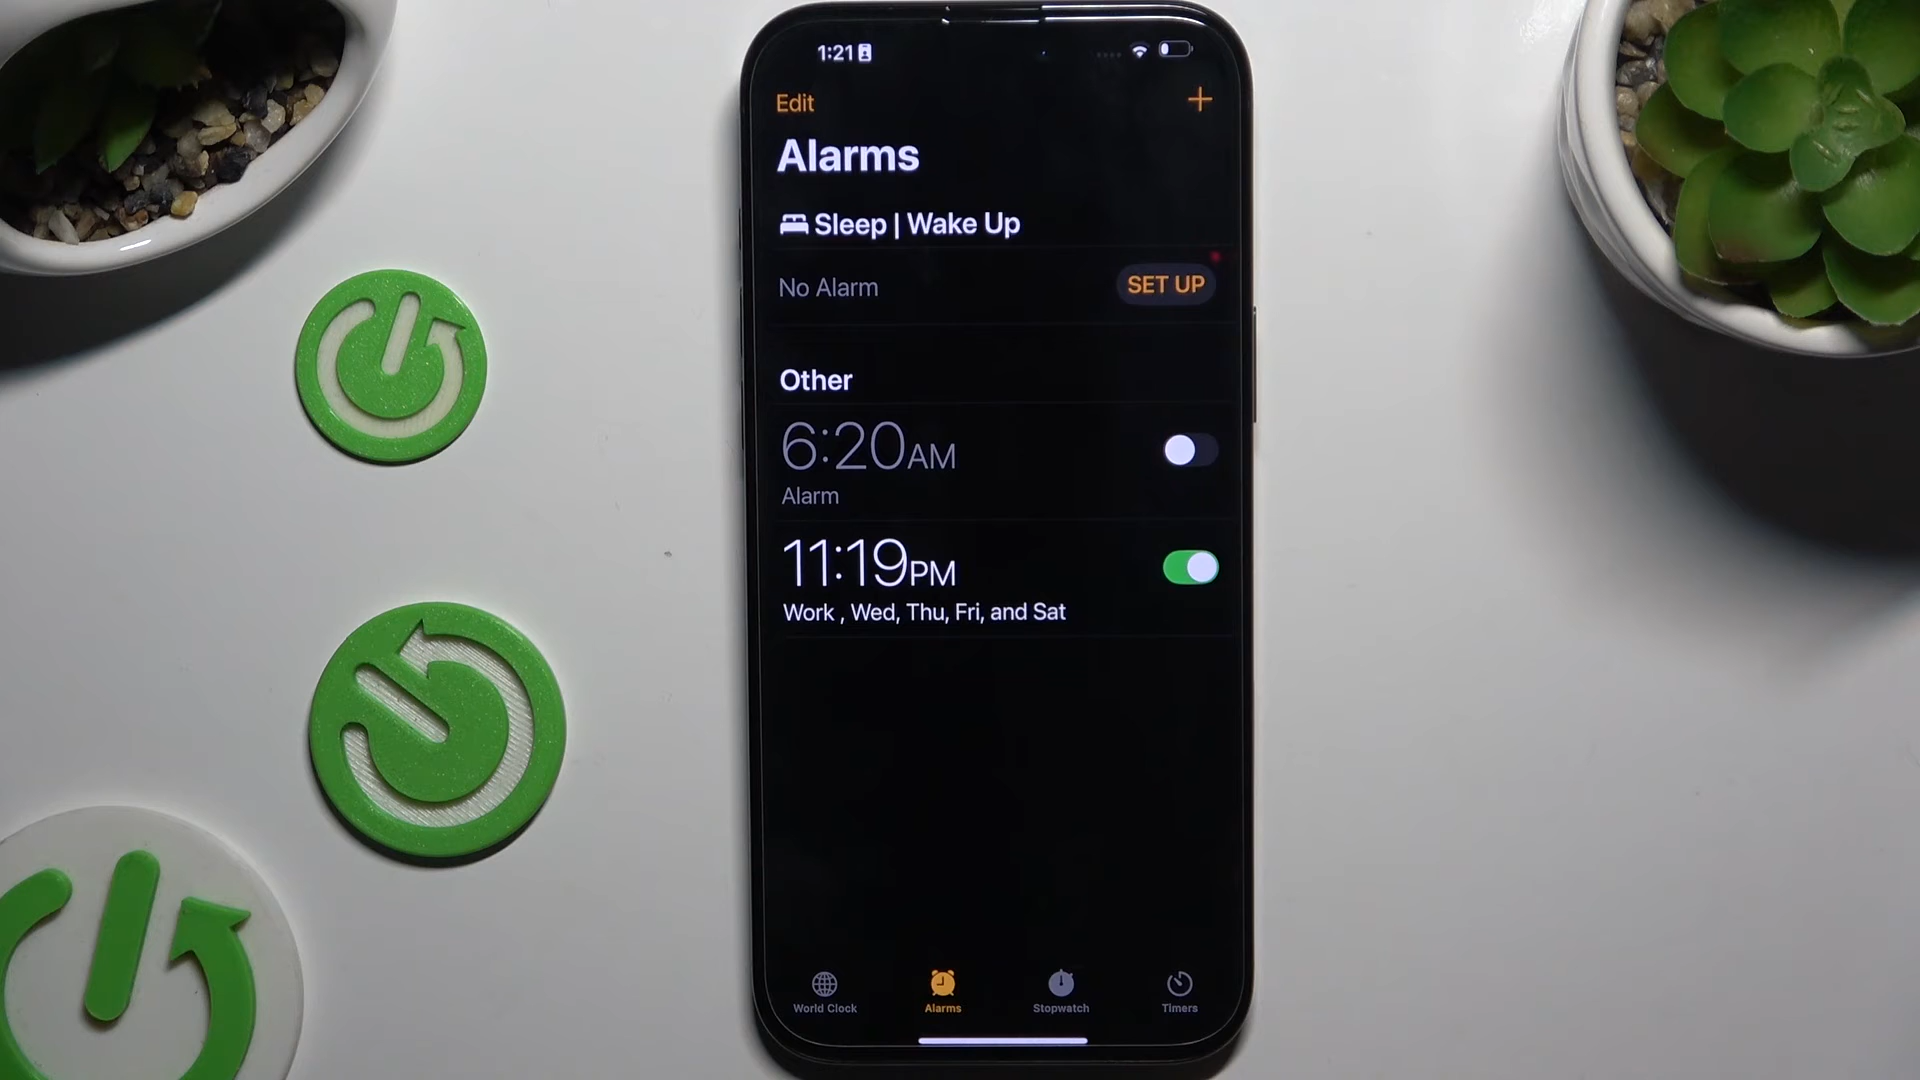 1:21
Edit
Alarms
Sleep | Wake Up
No Alarm
SET UP
Other
6:20AM
Alarm
11:19PM
Work , Wed, Thu, Fri, and Sat
World Clock
Alarms
Stopwatch
Timers